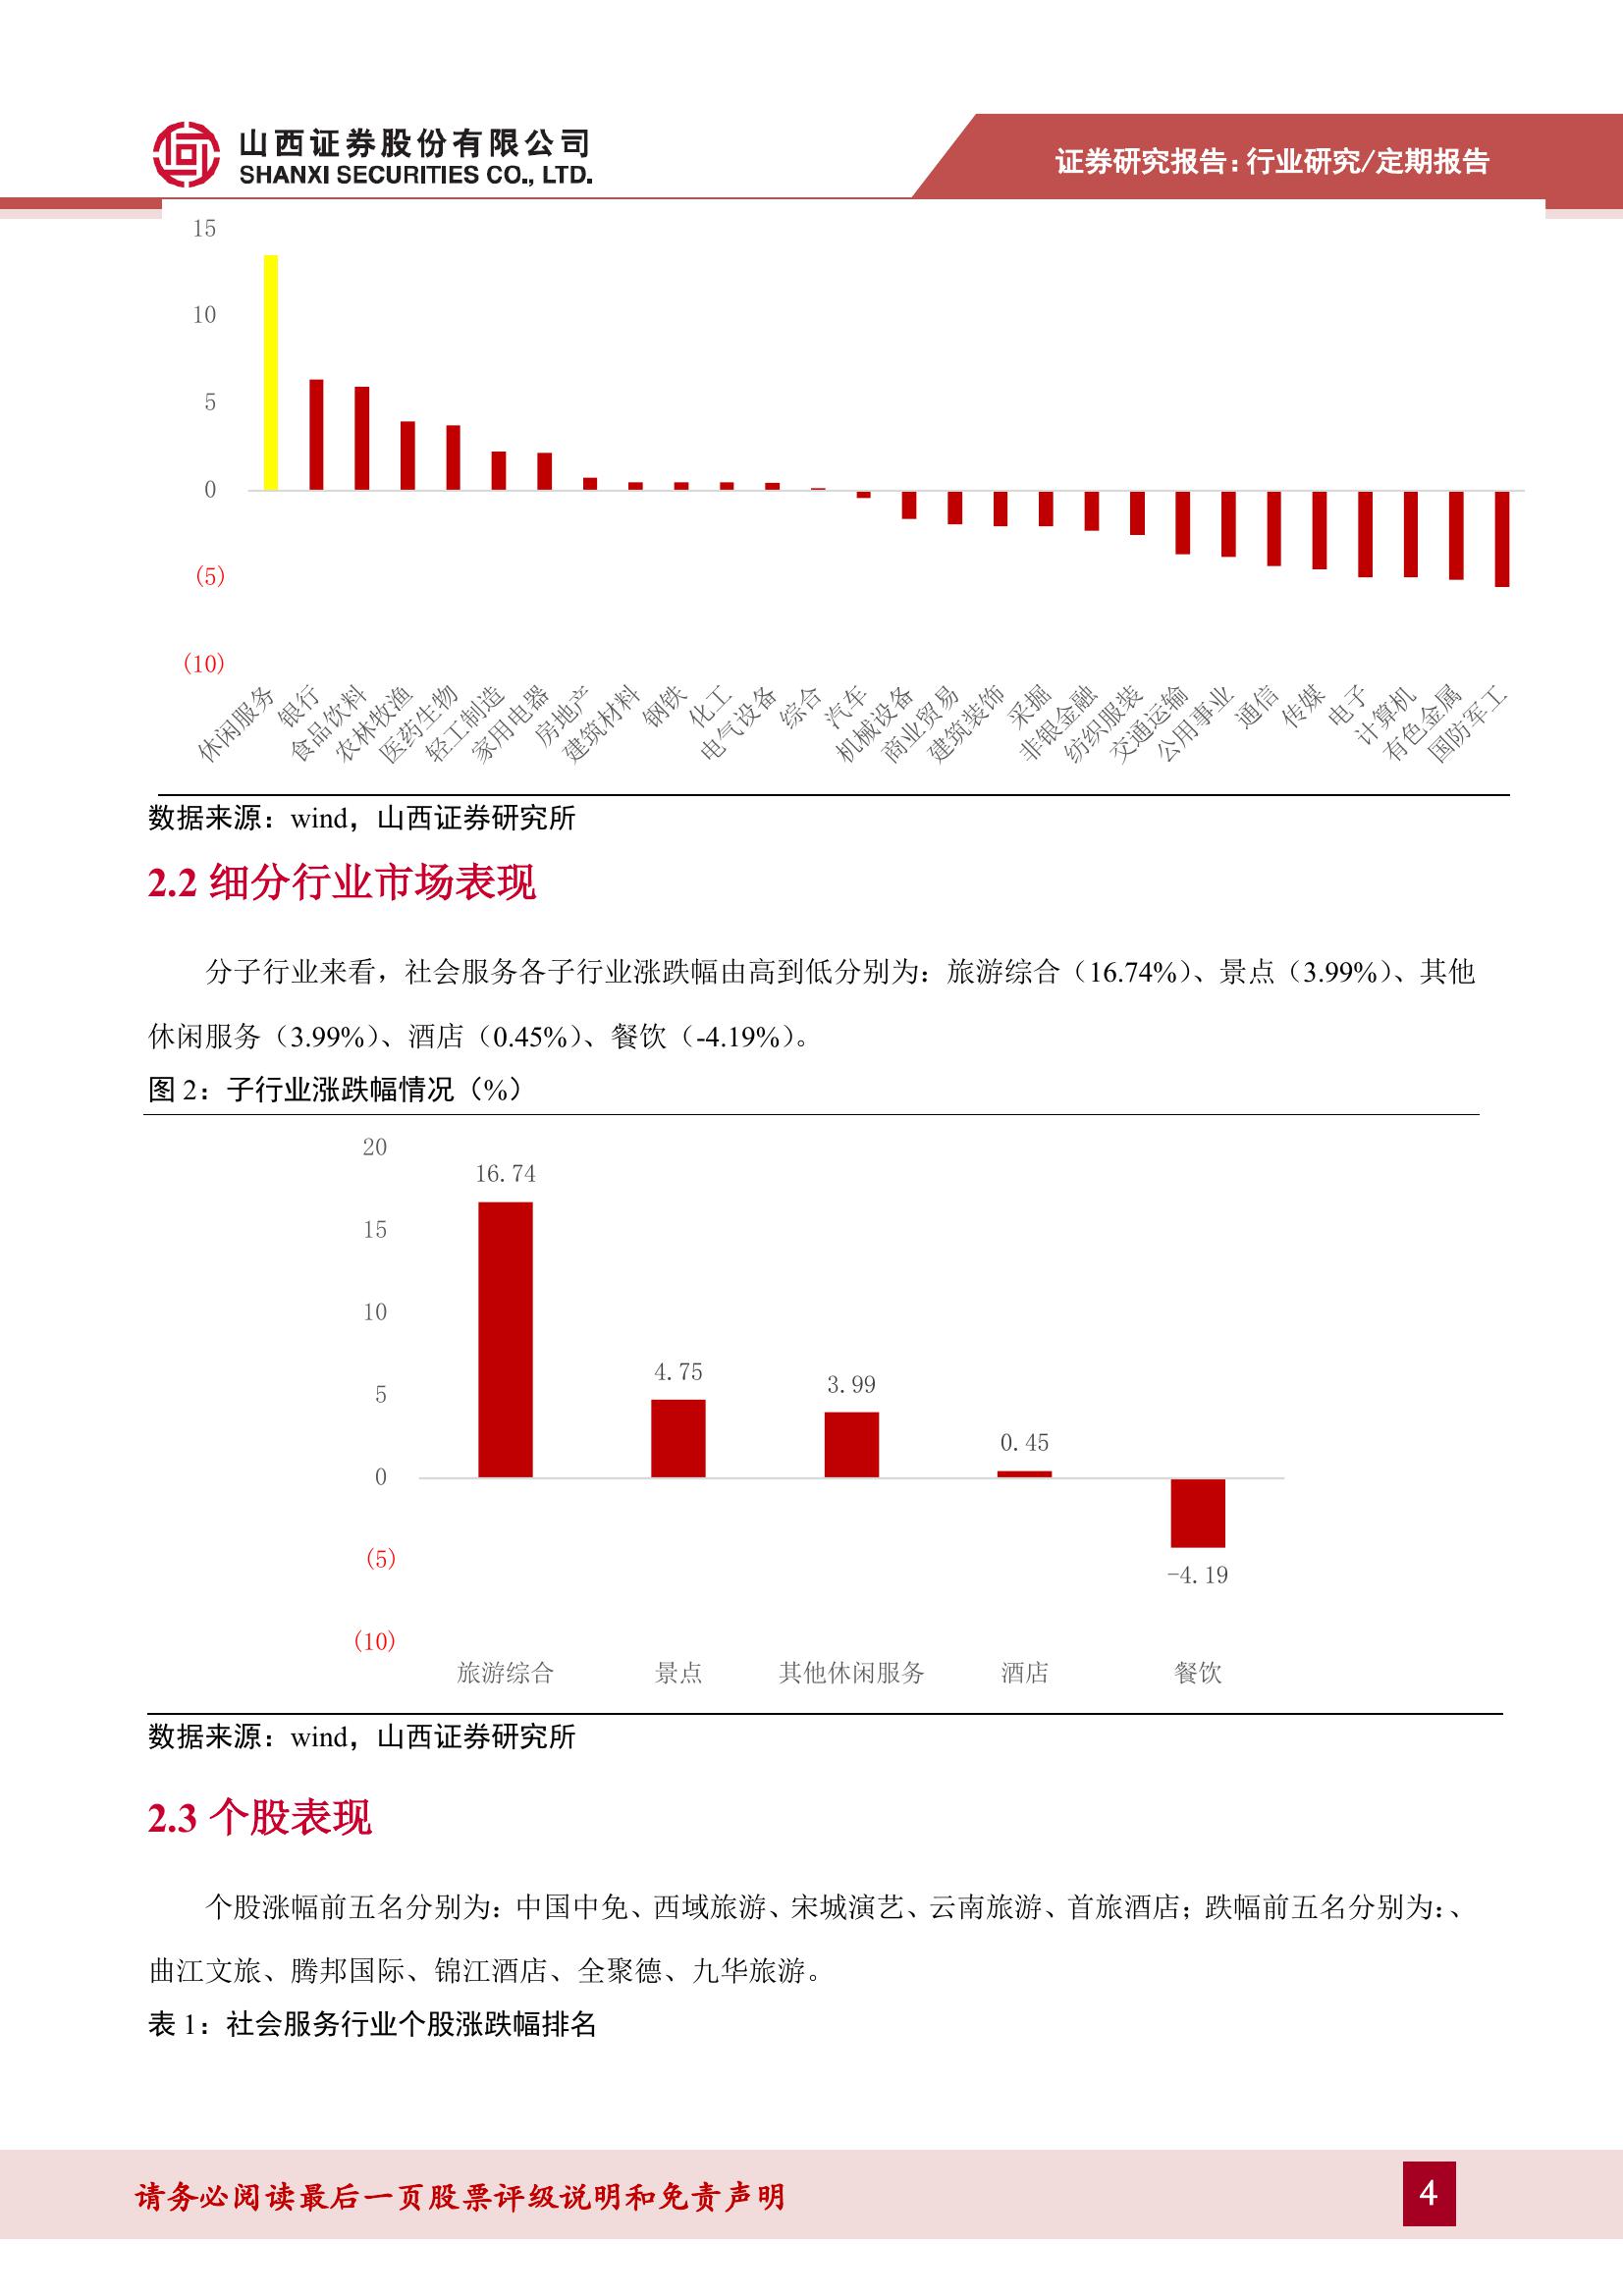 山西证券股份有限公司
SHANXI SECURITIES CO., LTD.
证券研究报告：行业研究/定期报告
15
10
5
0
(5)
(10)
休闲服务
银行
食品饮料
农林牧渔
医药生物
轻工制造
家用电器
房地产
建筑材料
钢铁
化工
电气设备
综合
汽车
机械设备
商业贸易
建筑装饰
采掘
非银金融
纺织服装
交通运输
公用事业
通信
传媒
电子
计算机
有色金属
国防军工
数据来源：wind，山西证券研究所
2.2 细分行业市场表现
分子行业来看，社会服务各子行业涨跌幅由高到低分别为：旅游综合（16.74%）、景点（3.99%）、其他
休闲服务（3.99%）、酒店（0.45%）、餐饮（-4.19%）。
图 2：子行业涨跌幅情况（%）
20
15
10
5
0
(5)
(10)
16.74
4.75
3.99
0.45
-4.19
旅游综合
景点
其他休闲服务
酒店
餐饮
数据来源：wind，山西证券研究所
2.3 个股表现
个股涨幅前五名分别为：中国中免、西域旅游、宋城演艺、云南旅游、首旅酒店；跌幅前五名分别为：、
曲江文旅、腾邦国际、锦江酒店、全聚德、九华旅游。
表 1：社会服务行业个股涨跌幅排名
请务必阅读最后一页股票评级说明和免责声明
4